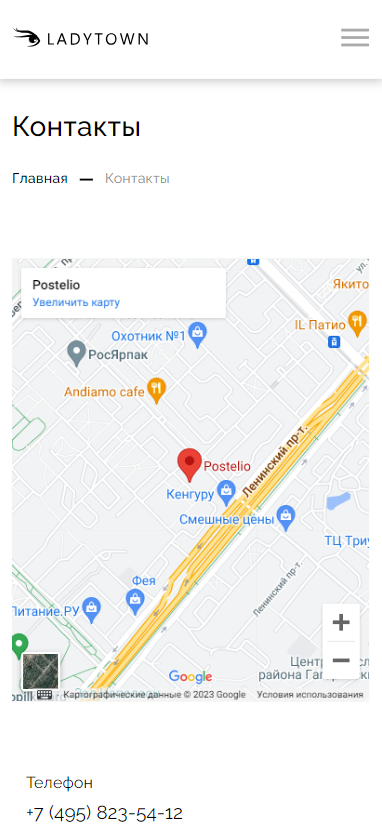 LADYTOWN
Контакты
Главная — Контакты
Postelio
Увеличить карту
Якито
IL Патио
Охотник №1
РосЯрпак
Andiamo cafe
Ленинский пр-т.
Postelio
Кенгуру
Смешные цены
ТЦ Триу
Фея
Ленинский пр-т.
Питание.РУ
+
−
Google
района Гага
Картографические данные © 2023 Google
Условия использования
Телефон
+7 (495) 823-54-12